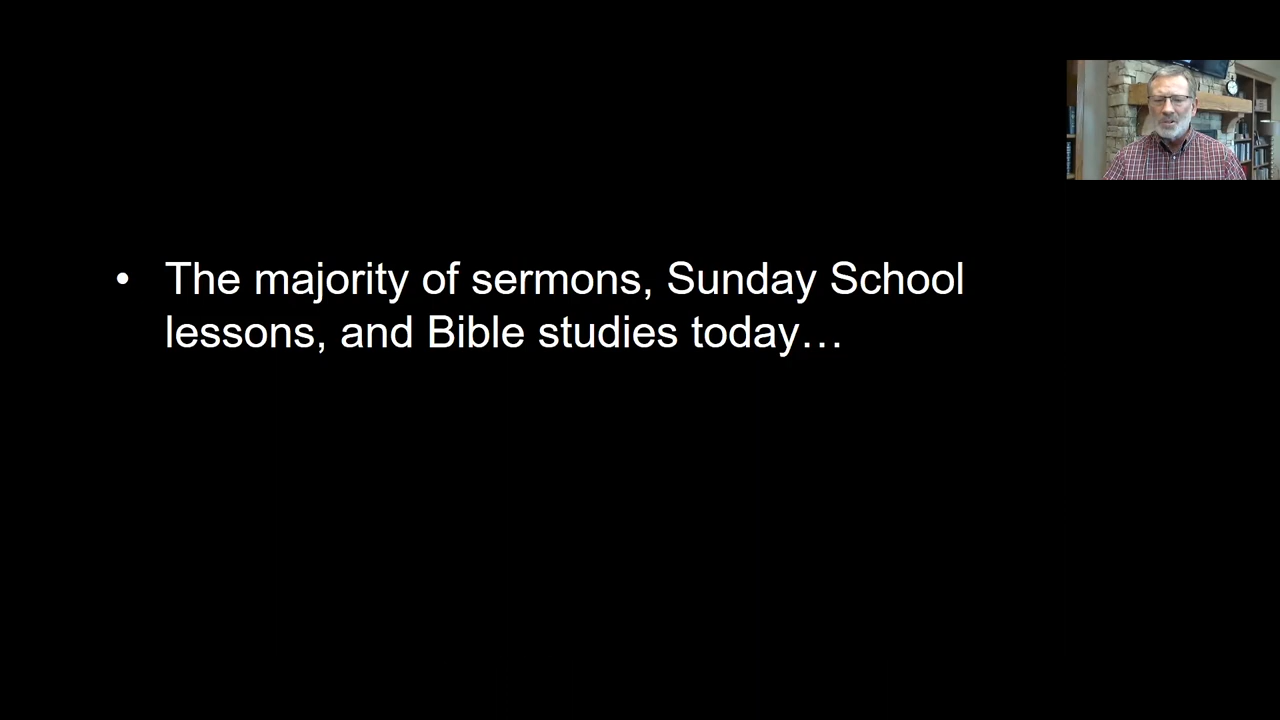 • The majority of sermons, Sunday School
lessons, and Bible studies today…